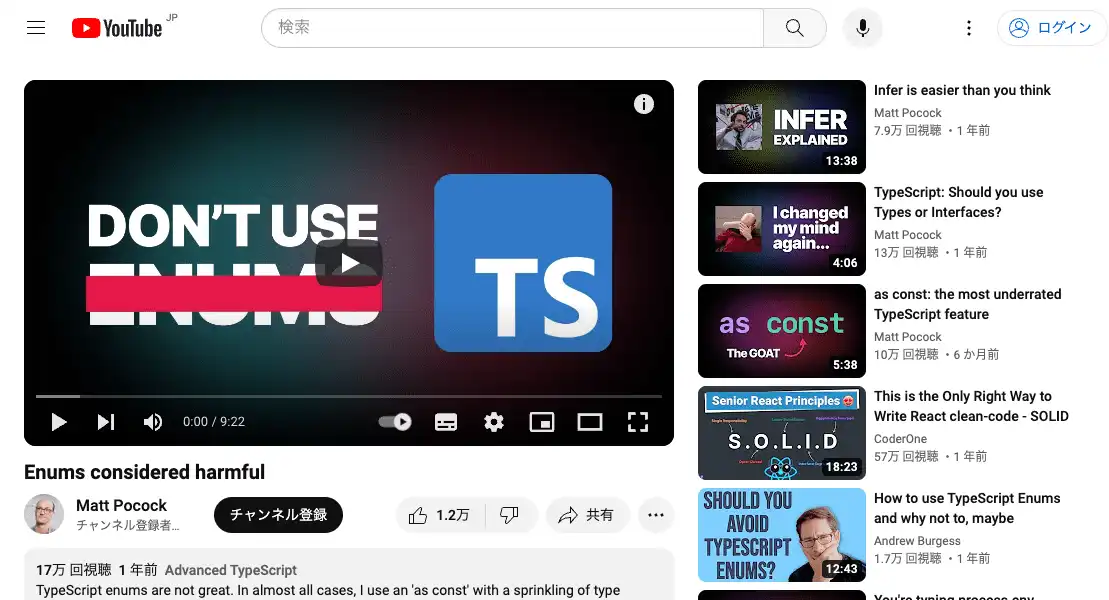 YouTube JP
検索
ログイン
DON'T USE
ENUMS
TS
0:00 / 9:22
Enums considered harmful
Matt Pocock
チャンネル登録者…
チャンネル登録
1.2万
共有
17万 回視聴 1 年前 Advanced TypeScript
TypeScript enums are not great. In almost all cases, I use an 'as const' with a sprinkling of type
INFER
EXPLAINED
13:38
Infer is easier than you think
Matt Pocock
7.9万 回視聴 ・1 年前
I changed
my mind
again...
4:06
TypeScript: Should you use
Types or Interfaces?
Matt Pocock
13万 回視聴 ・1 年前
as const
The GOAT
5:38
as const: the most underrated
TypeScript feature
Matt Pocock
10万 回視聴 ・6 か月前
Senior React Principles
S.O.L.I.D
18:23
This is the Only Right Way to
Write React clean-code - SOLID
CoderOne
57万 回視聴 ・1 年前
SHOULD YOU
AVOID
TYPESCRIPT
ENUMS?
12:43
How to use TypeScript Enums
and why not to, maybe
Andrew Burgess
1.7万 回視聴 ・1 年前
You're typing process.env